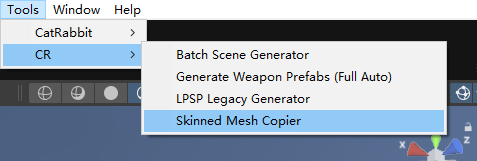 Tools Window Help
CatRabbit >
CR >
Batch Scene Generator
Generate Weapon Prefabs (Full Auto)
LPSP Legacy Generator
Skinned Mesh Copier
x z